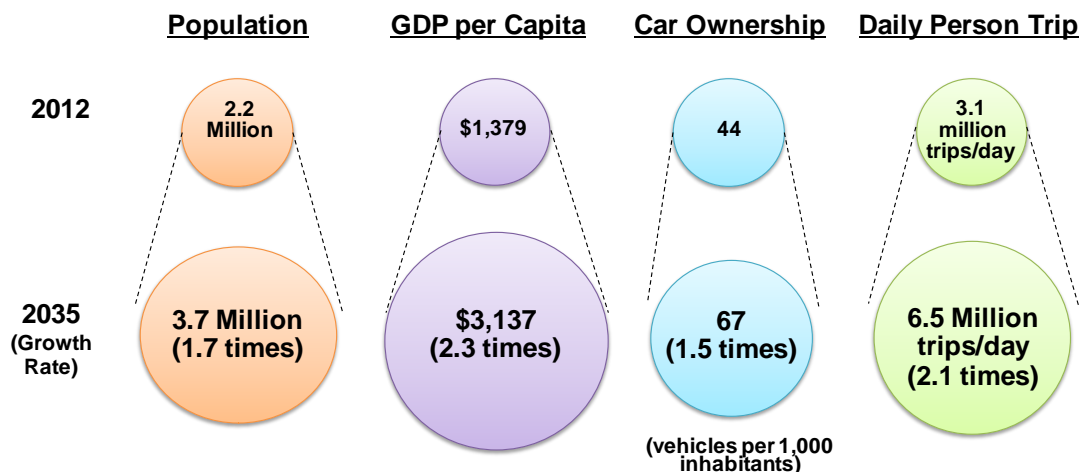 Population GDP per Capita Car Ownership Daily Person Trip
2012
2.2
Million
$1,379
44
3.1
million
trips/day
2035
(Growth
Rate)
3.7 Million
(1.7 times)
$3,137
(2.3 times)
67
(1.5 times)
6.5 Million
trips/day
(2.1 times)
(vehicles per 1,000
inhabitants)